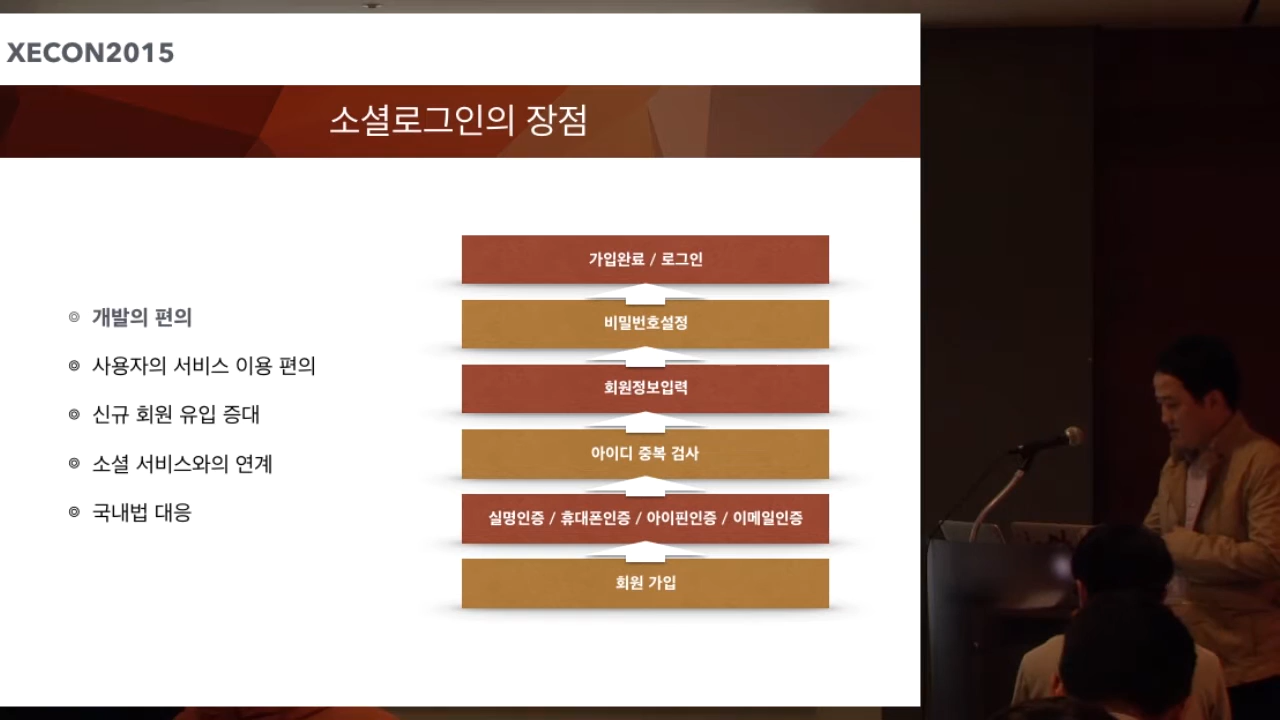 XECON2015
소셜로그인의 장점
개발의 편의
사용자의 서비스 이용 편의
신규 회원 유입 증대
소셜 서비스와의 연계
국내법 대응
가입완료 / 로그인
비밀번호설정
회원정보입력
아이디 중복 검사
실명인증 / 휴대폰인증 / 아이핀인증 / 이메일인증
회원 가입